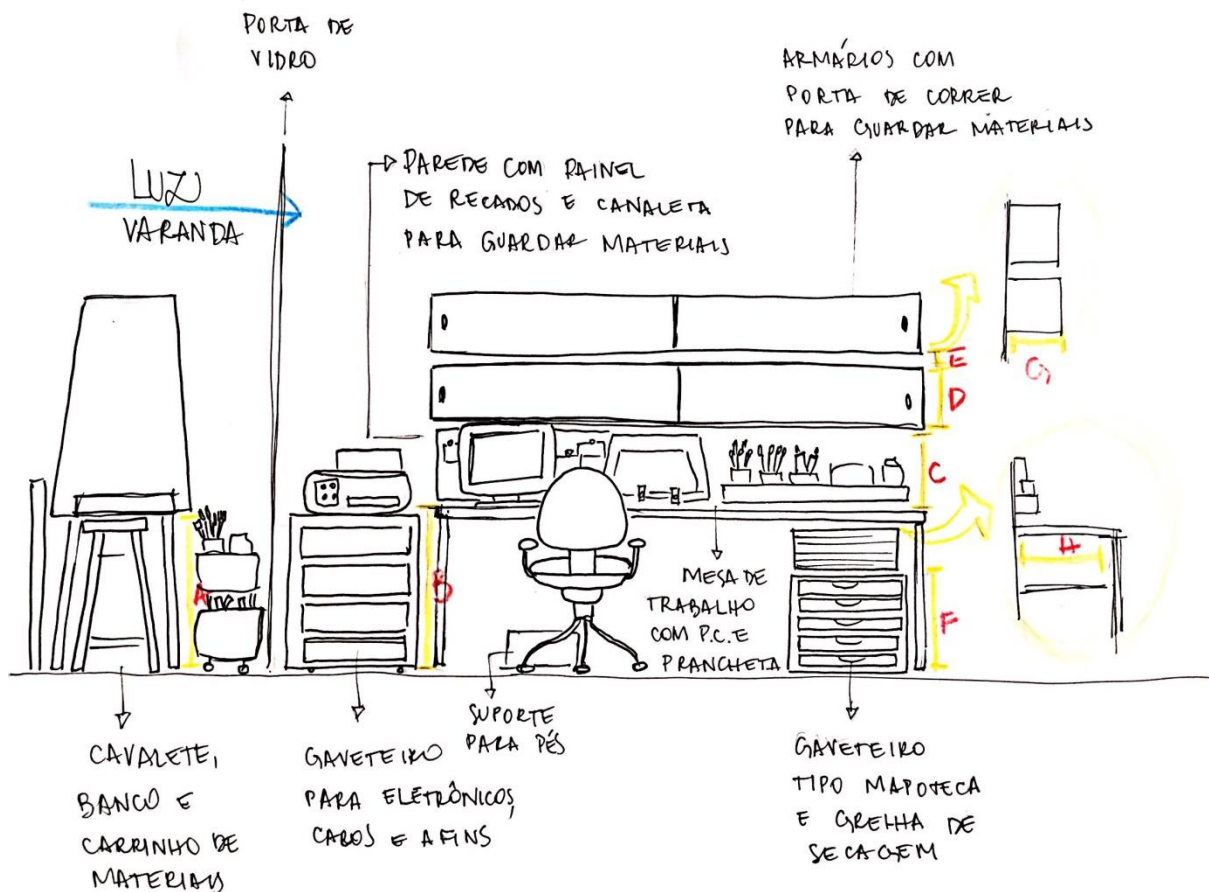 PORTA DE
VIDRO
ARMÁRIOS COM
PORTA DE CORRER
PARA GUARDAR MATERIAIS
LUZ
VARANDA
PAREDE COM PAINEL
DE RECADOS E CANALETA
PARA GUARDAR MATERIAIS
E
D
G
C
A
B
H
F
MESA DE
TRABALHO
COM P.C. E
PRANCHETA
SUPORTE
PARA PÉS
CAVALETE,
BANCO E
CARRINHO DE
MATERIAIS
GAVETEIRO
PARA ELETRÔNICOS,
CABOS E AFINS
GAVETEIRO
TIPO MAPOTECA
E GRELHA DE
SECAGEM